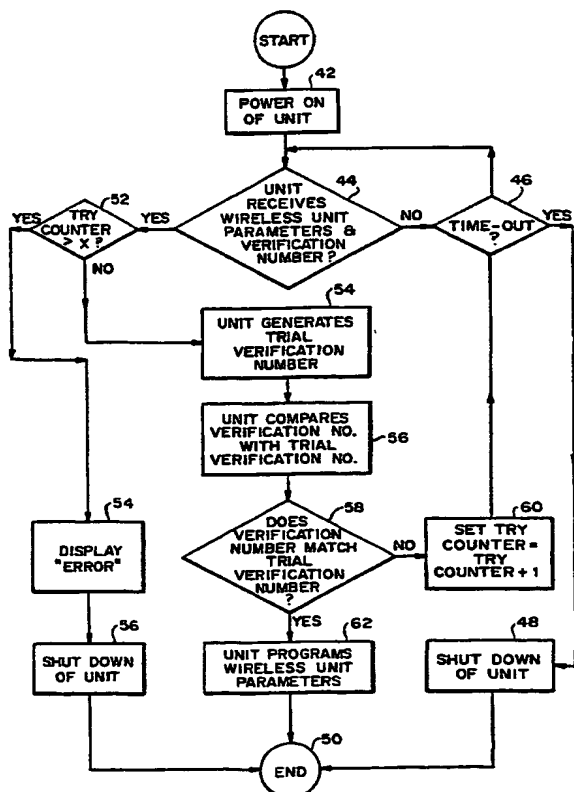 START
42
POWER ON
OF UNIT
52
TRY
COUNTER
> X?
YES
NO
YES
44
UNIT
RECEIVES
WIRELESS UNIT
PARAMETERS &
VERIFICATION
NUMBER?
NO
46
TIME-OUT
?
YES
54
UNIT GENERATES
TRIAL
VERIFICATION
NUMBER
UNIT COMPARES
VERIFICATION NO.
WITH TRIAL
VERIFICATION NO.
56
58
DOES
VERIFICATION
NUMBER MATCH
TRIAL
VERIFICATION
NUMBER
?
NO
YES
60
SET TRY
COUNTER =
TRY
COUNTER + 1
54
DISPLAY
"ERROR"
56
SHUT DOWN
OF UNIT
62
UNIT PROGRAMS
WIRELESS UNIT
PARAMETERS
48
SHUT DOWN
OF UNIT
50
END